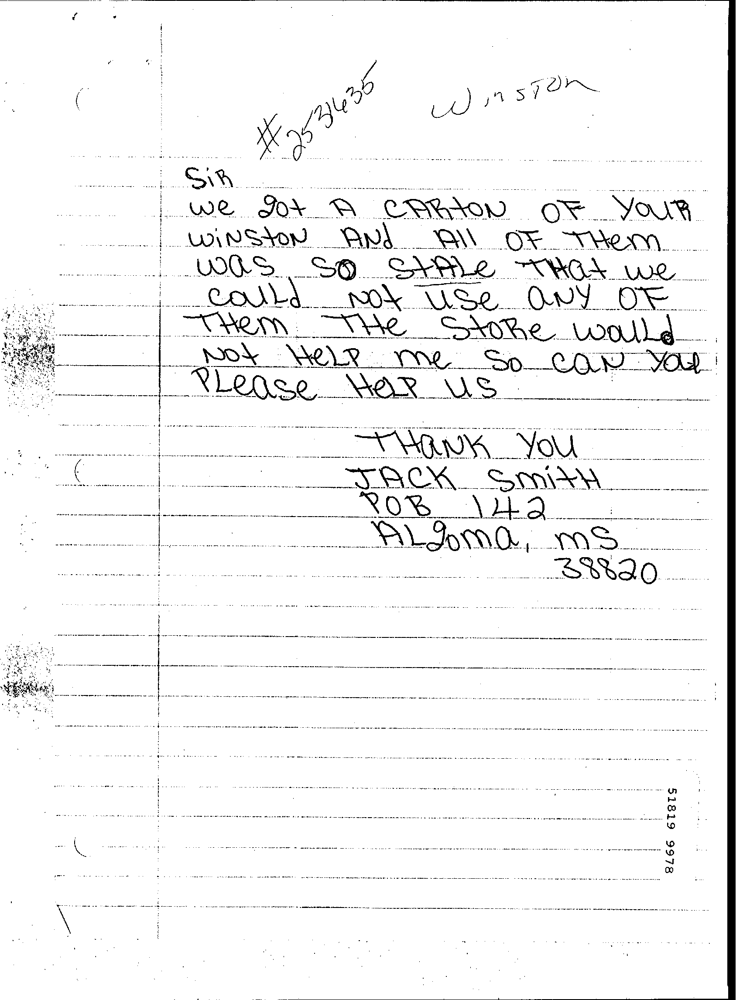 #2531635
Winston
Sir
we got A CARtON OF YOUR
WiNStON ANd All OF THem
was so StALe THAt we
could Not use ANY OF
THem THe StoRe would
Not HeLP me So CAN You
PLease HeLP us
THANK YOU
JACK SmitH
POB 142
ALgoma, mS
38820
51819 9978